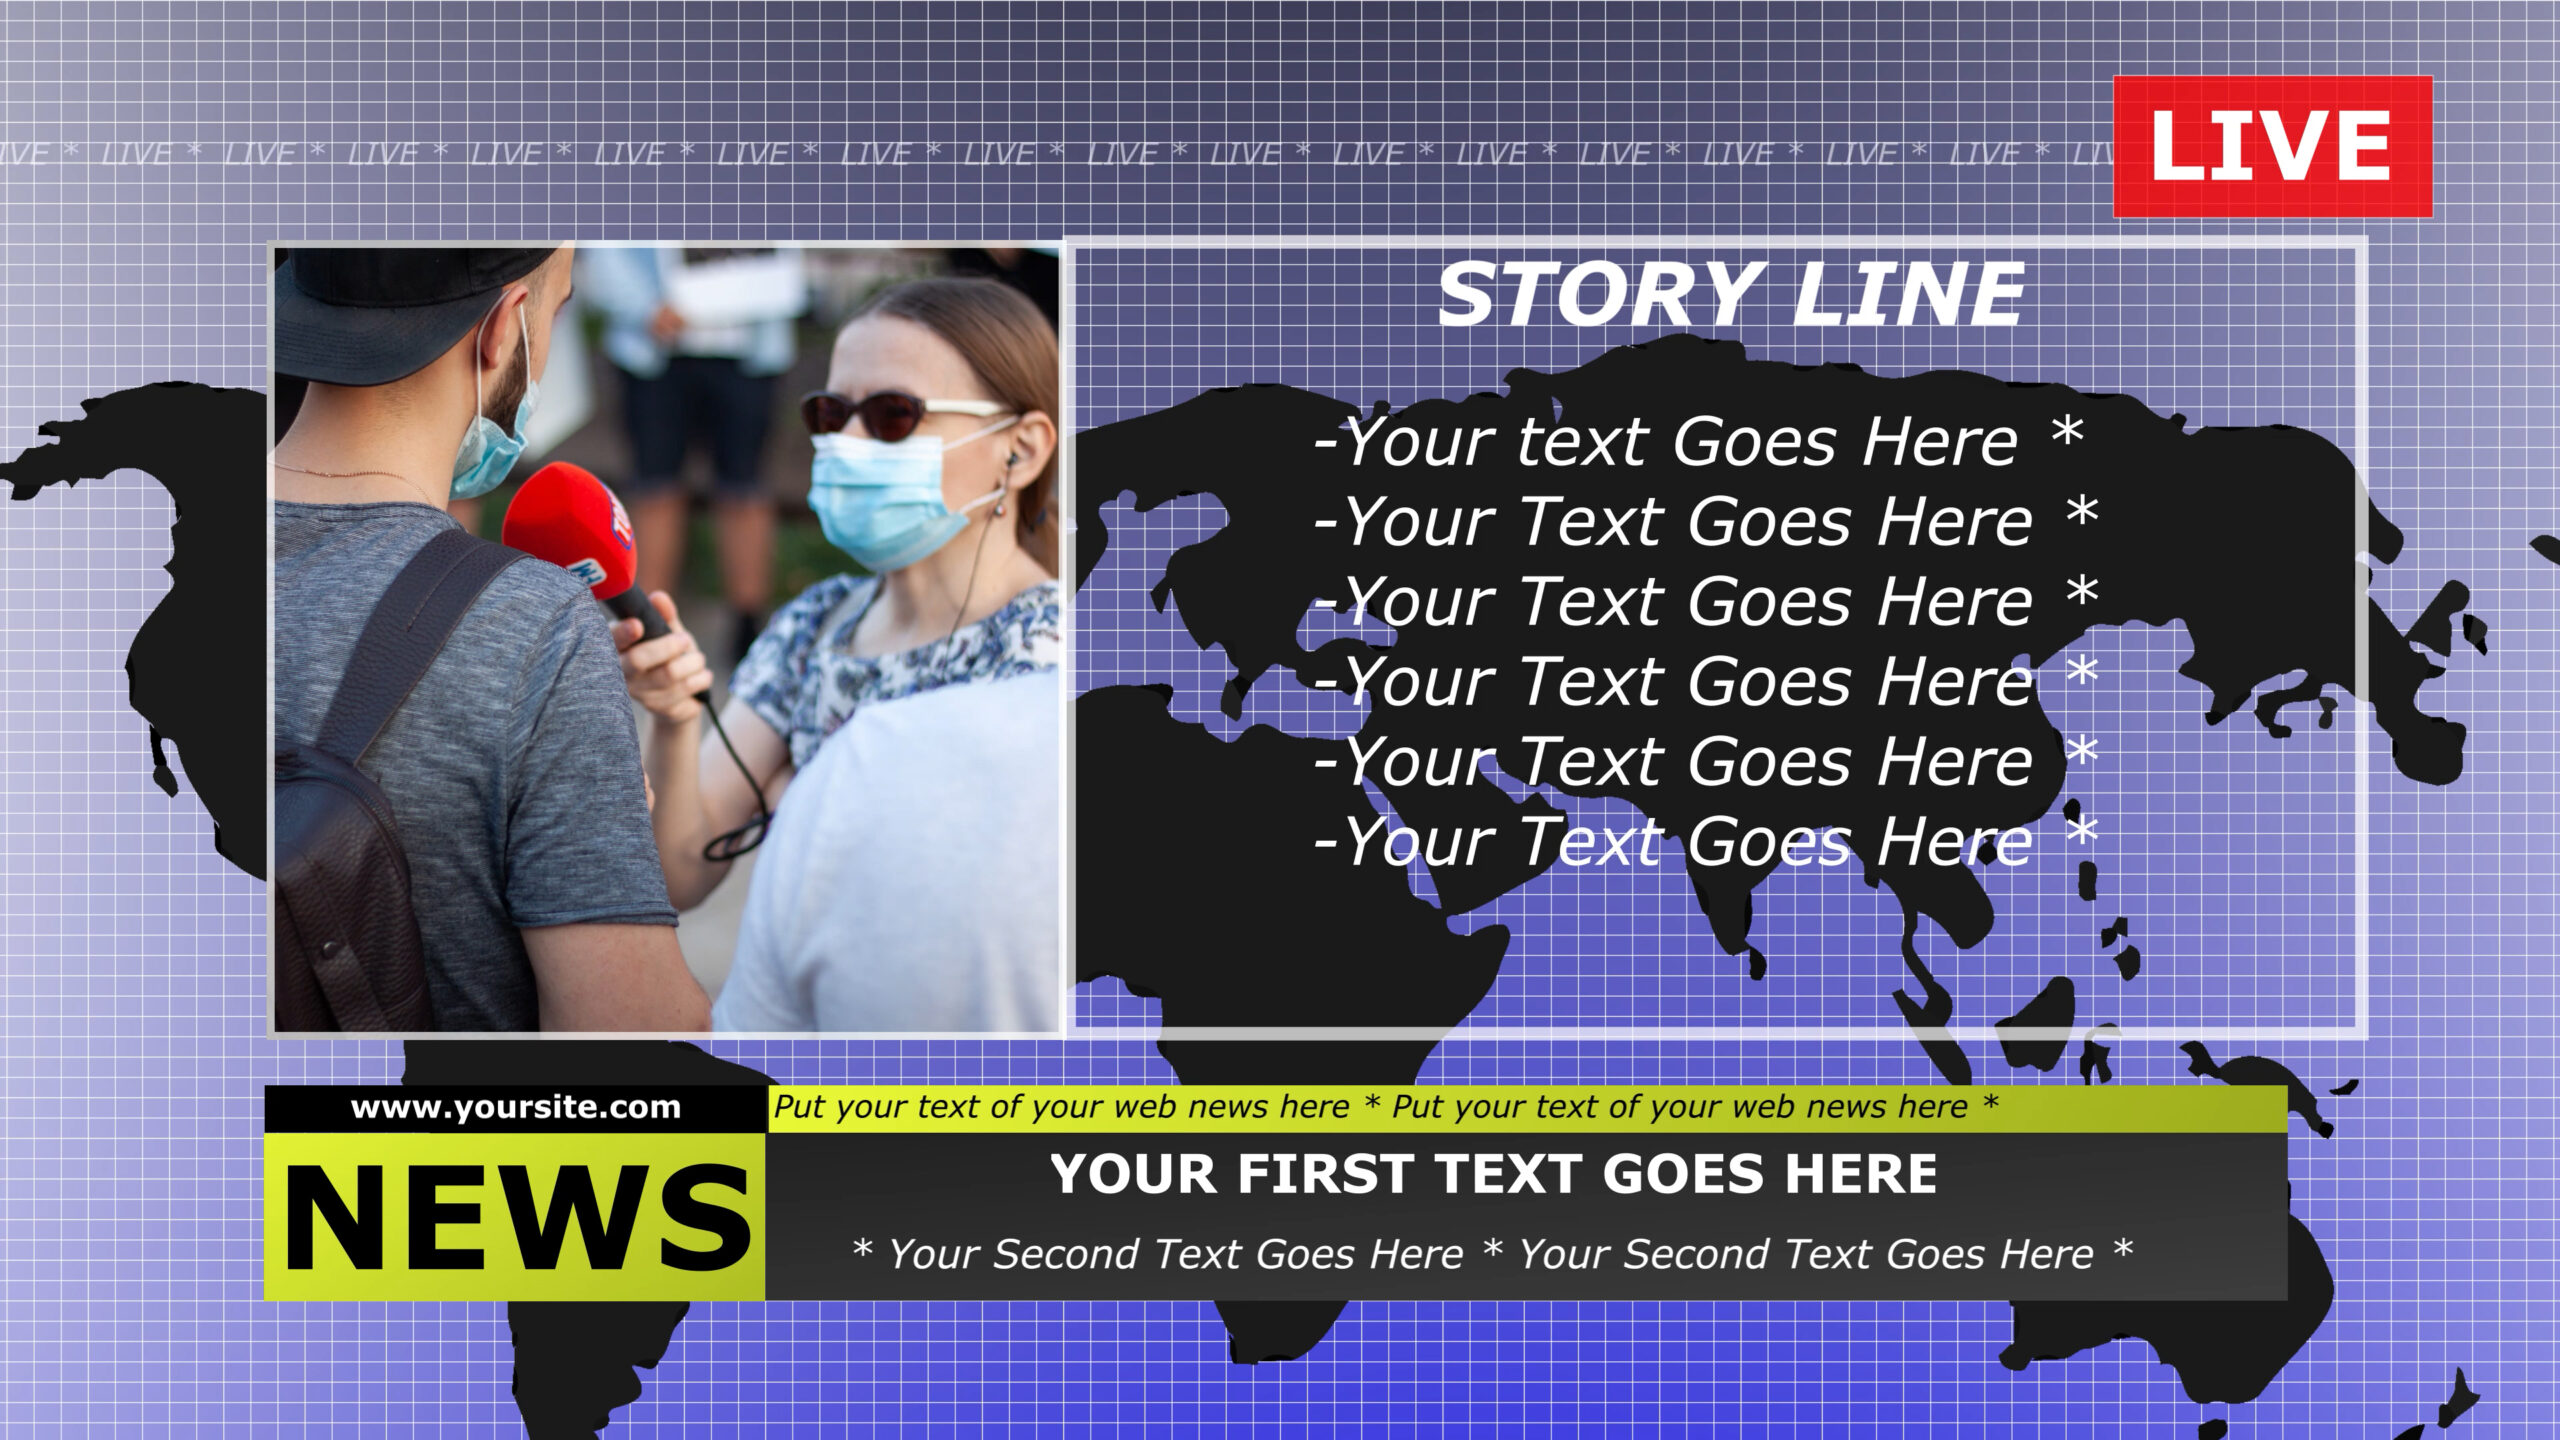 LIVE * LIVE * LIVE * LIVE * LIVE * LIVE * LIVE * LIVE * LIVE * LIVE * LIVE * LIVE * LIVE * LIVE * LIVE * LIVE *
LIVE
STORY LINE
-Your text Goes Here *
-Your Text Goes Here *
-Your Text Goes Here *
-Your Text Goes Here *
-Your Text Goes Here *
-Your Text Goes Here *
FM
www.yoursite.com
Put your text of your web news here * Put your text of your web news here *
NEWS
YOUR FIRST TEXT GOES HERE
* Your Second Text Goes Here * Your Second Text Goes Here *